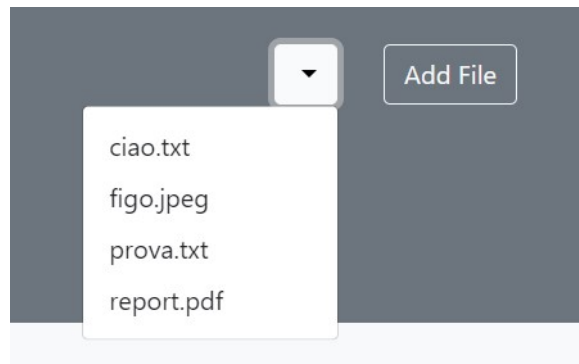 Add File
ciao.txt
figo.jpeg
prova.txt
report.pdf